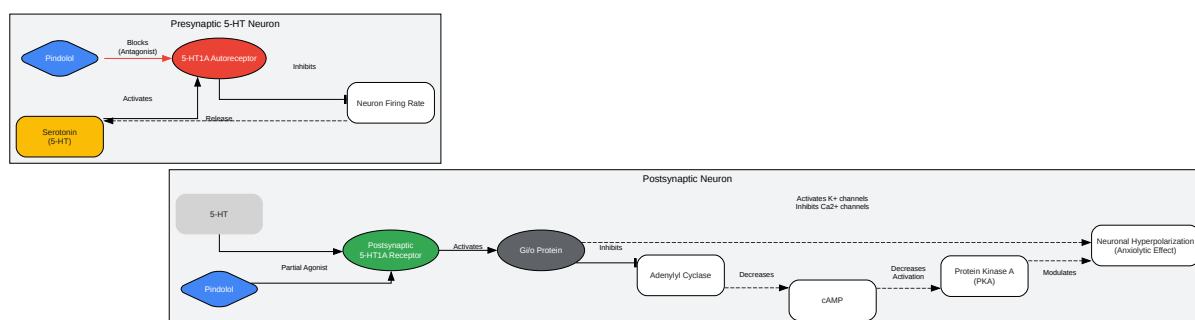 Presynaptic 5-HT Neuron
Pindolol
Blocks
(Antagonist)
5-HT1A Autoreceptor
Inhibits
Activates
Neuron Firing Rate
Release
Serotonin
(5-HT)
Postsynaptic Neuron
Activates K+ channels
Inhibits Ca2+ channels
5-HT
Postsynaptic
5-HT1A Receptor
Activates
Gi/o Protein
Inhibits
Neuronal Hyperpolarization
(Anxiolytic Effect)
Partial Agonist
Adenylyl Cyclase
Decreases
Decreases
Activation
Protein Kinase A
(PKA)
Modulates
Pindolol
cAMP